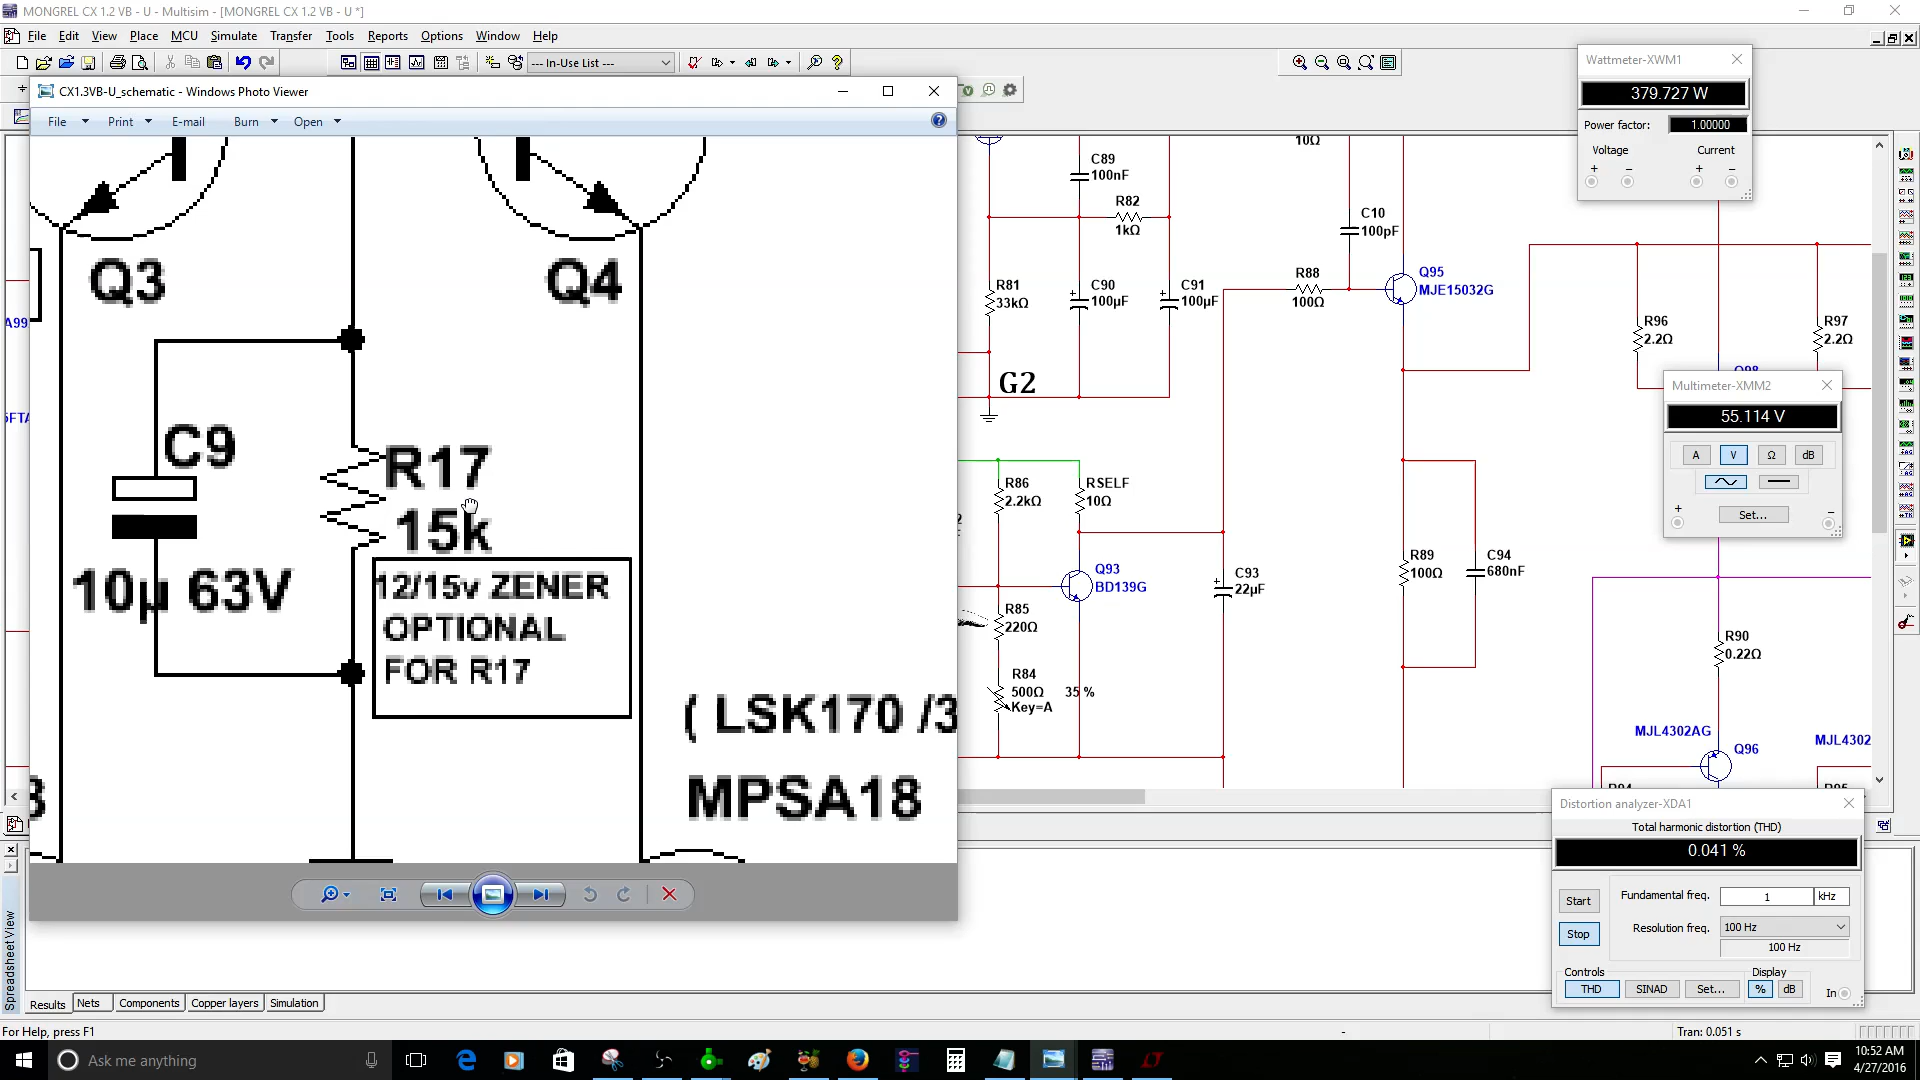 MONGREL CX 1.2 VB - U - Multisim - [MONGREL CX 1.2 VB - U *]
File Edit View Place MCU Simulate Transfer Tools Reports Options Window Help
--- In-Use List ---
CX1.3VB-U_schematic - Windows Photo Viewer
File Print E-mail Burn Open
Q3
Q4
C9
10µ 63V
R17
15k
12/15v ZENER
OPTIONAL
FOR R17
( LSK170 /3
MPSA18
10Ω
C89
100nF
R82
1kΩ
R81
33kΩ
C90
100µF
C91
100µF
G2
C10
100pF
R88
100Ω
Q95
MJE15032G
R96
2.2Ω
R97
2.2Ω
Q98
R86
2.2kΩ
RSELF
10Ω
Q93
BD139G
R85
220Ω
R84
500Ω
Key=A
35 %
C93
22µF
R89
100Ω
C94
680nF
R90
0.22Ω
MJL4302AG
Q96
MJL4302
Wattmeter-XWM1
379.727 W
Power factor: 1.00000
Voltage Current
+ − + −
Multimeter-XMM2
55.114 V
A V Ω dB
Set...
+ −
Distortion analyzer-XDA1
Total harmonic distortion (THD)
0.041 %
Start
Stop
Fundamental freq. 1 kHz
Resolution freq. 100 Hz
100 Hz
Controls Display
THD SINAD Set... % dB In
Spreadsheet View
Results Nets Components Copper layers Simulation
For Help, press F1
-
Tran: 0.051 s
Ask me anything
10:52 AM
4/27/2016